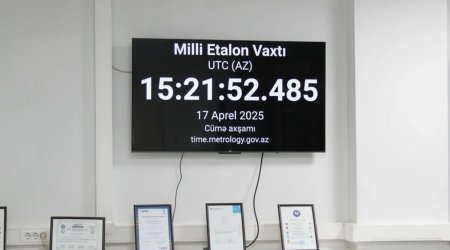 Milli Etalon Vaxtı
UTC (AZ)
15:21:52.485
17 Aprel 2025
Cümə axşamı
time.metrology.gov.az